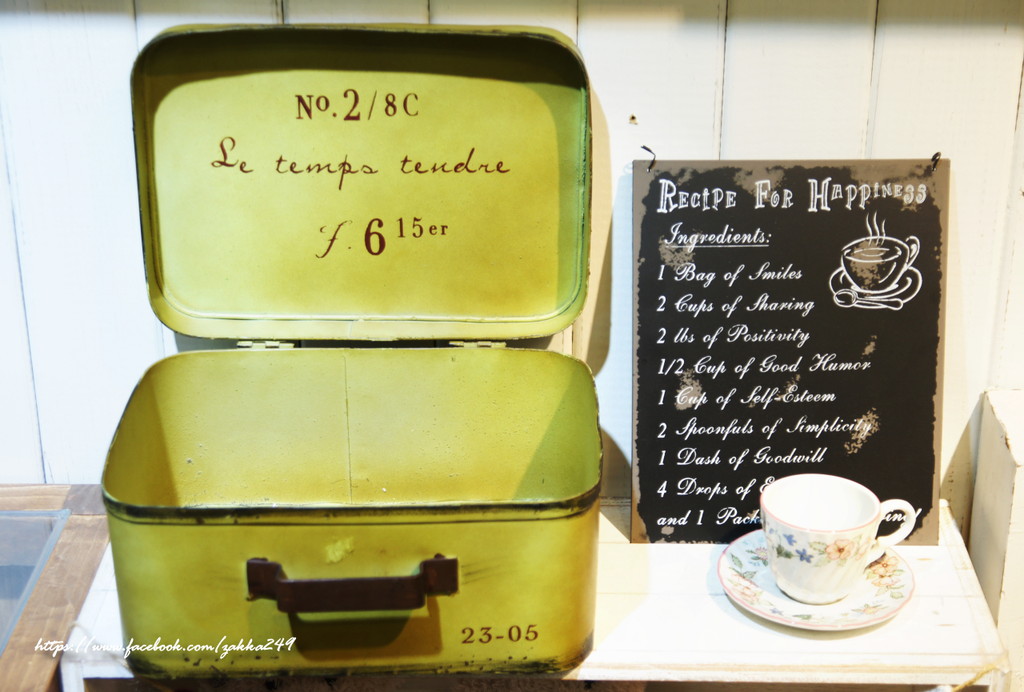 No. 2/8C
Le temps tendre
f. 6 15er
23-05
RECIPE FOR HAPPINESS
Ingredients:
1 Bag of Smiles
2 Cups of Sharing
2 lbs of Positivity
1/2 Cup of Good Humor
1 Cup of Self-Esteem
2 Spoonfuls of Simplicity
1 Dash of Goodwill
4 Drops of
and 1
https://www.facebook.com/zakka249